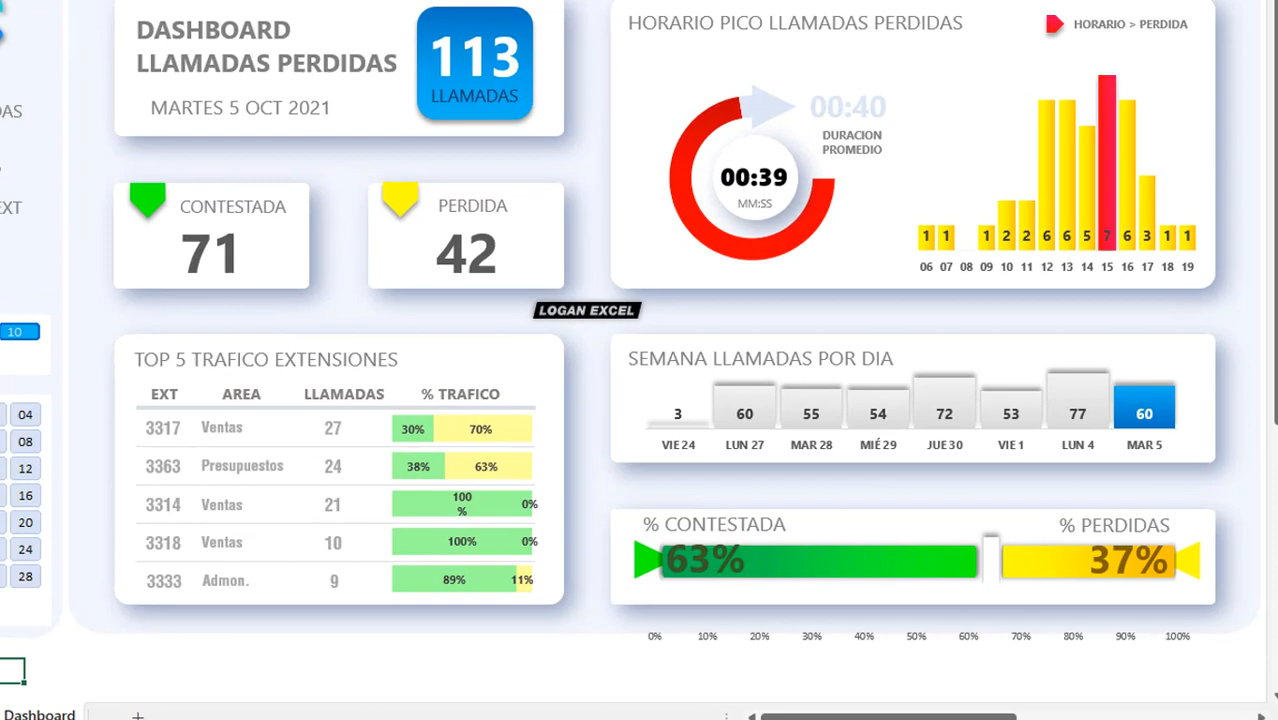 DAS
EXT
10
04
08
12
16
20
24
28
DASHBOARD
LLAMADAS PERDIDAS
MARTES 5 OCT 2021
113
LLAMADAS
CONTESTADA
71
PERDIDA
42
HORARIO PICO LLAMADAS PERDIDAS
HORARIO > PERDIDA
00:40
DURACION
PROMEDIO
00:39
MM:SS
1 1 1 2 2 6 6 5 7 6 3 1 1
06 07 08 09 10 11 12 13 14 15 16 17 18 19
LOGAN EXCEL
TOP 5 TRAFICO EXTENSIONES
EXT AREA LLAMADAS % TRAFICO
3317 Ventas 27 30% 70%
3363 Presupuestos 24 38% 63%
3314 Ventas 21 100 % 0%
3318 Ventas 10 100% 0%
3333 Admon. 9 89% 11%
SEMANA LLAMADAS POR DIA
3 60 55 54 72 53 77 60
VIE 24 LUN 27 MAR 28 MIÉ 29 JUE 30 VIE 1 LUN 4 MAR 5
% CONTESTADA % PERDIDAS
63% 37%
0% 10% 20% 30% 40% 50% 60% 70% 80% 90% 100%
Dashboard